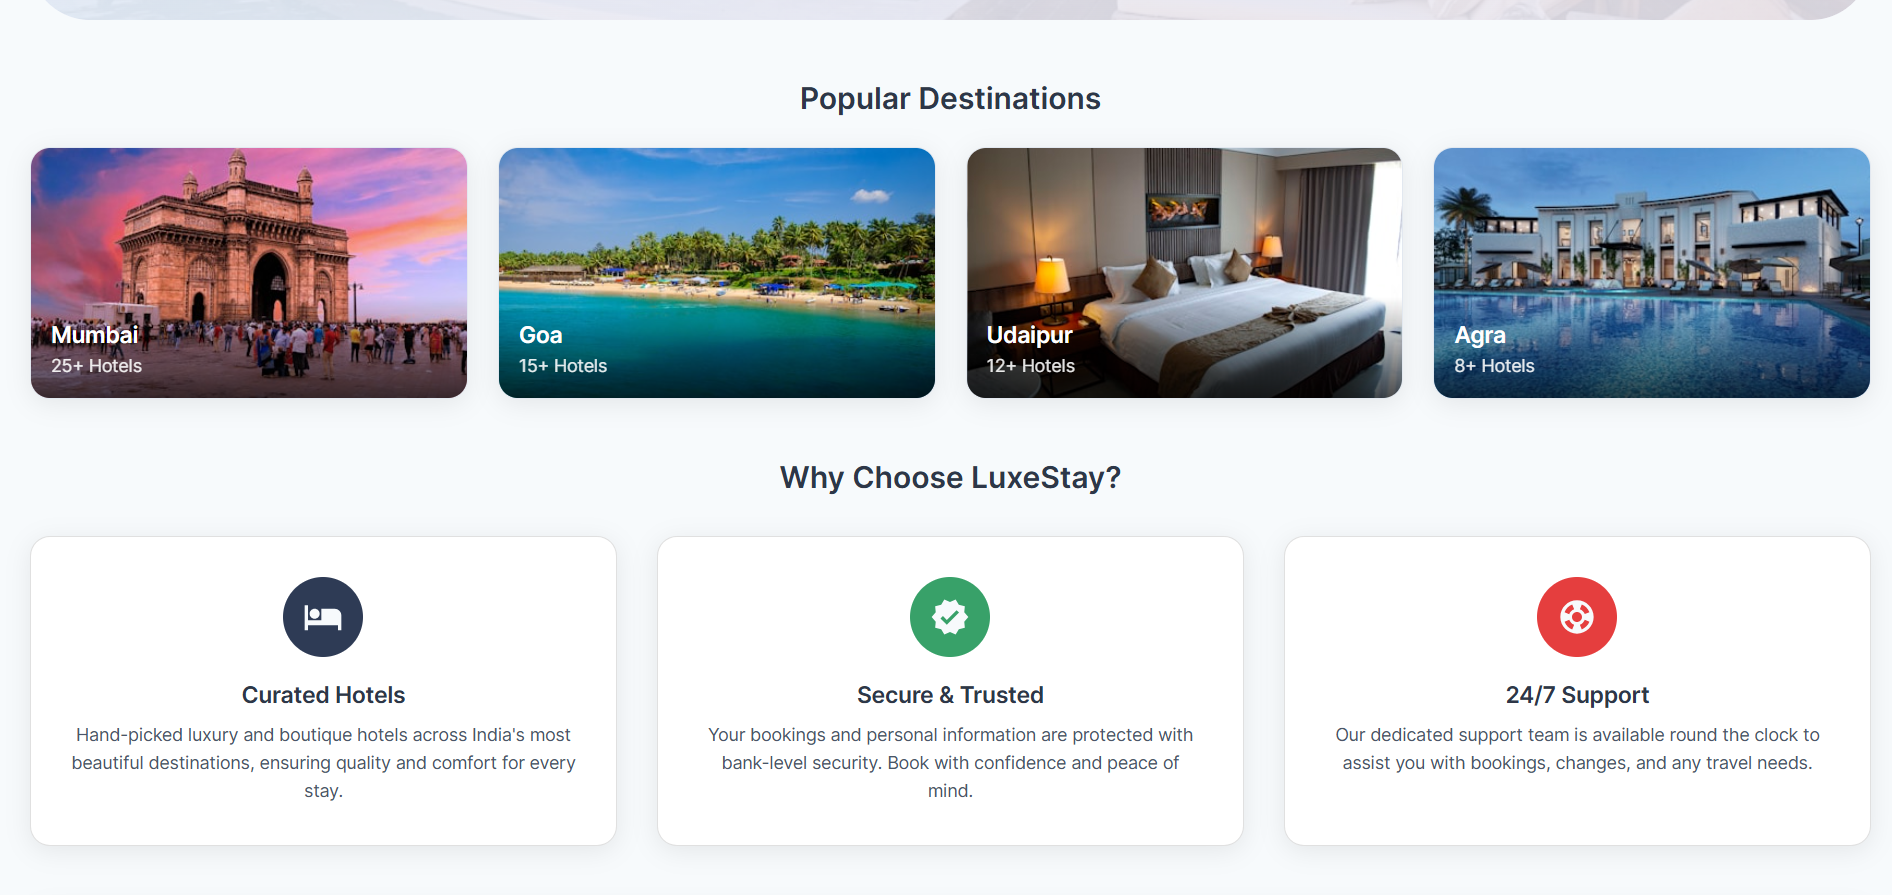 Popular Destinations
Mumbai
25+ Hotels
Goa
15+ Hotels
Udaipur
12+ Hotels
Agra
8+ Hotels
Why Choose LuxeStay?
Curated Hotels
Hand-picked luxury and boutique hotels across India's most
beautiful destinations, ensuring quality and comfort for every
stay.
Secure & Trusted
Your bookings and personal information are protected with
bank-level security. Book with confidence and peace of
mind.
24/7 Support
Our dedicated support team is available round the clock to
assist you with bookings, changes, and any travel needs.